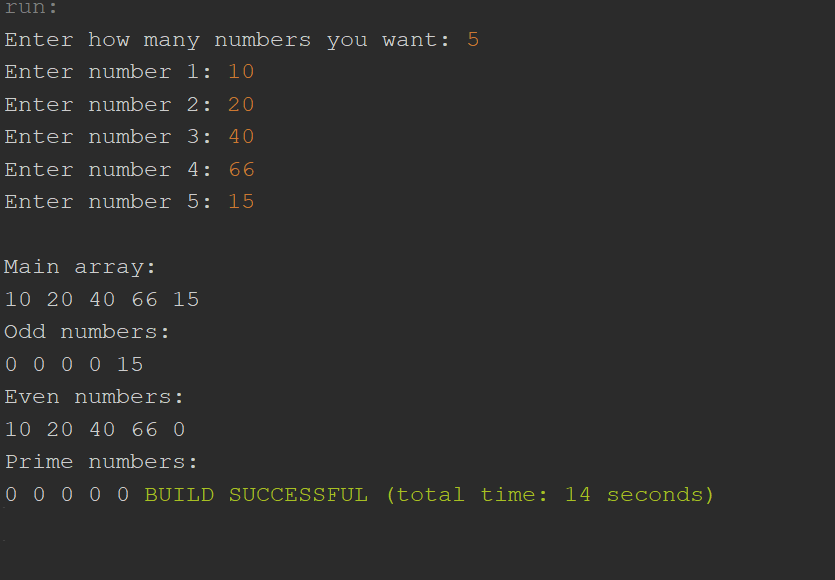 run:
Enter how many numbers you want: 5
Enter number 1: 10
Enter number 2: 20
Enter number 3: 40
Enter number 4: 66
Enter number 5: 15
Main array:
10 20 40 66 15
Odd numbers:
0 0 0 0 15
Even numbers:
10 20 40 66 0
Prime numbers:
0 0 0 0 0 BUILD SUCCESSFUL (total time: 14 seconds)